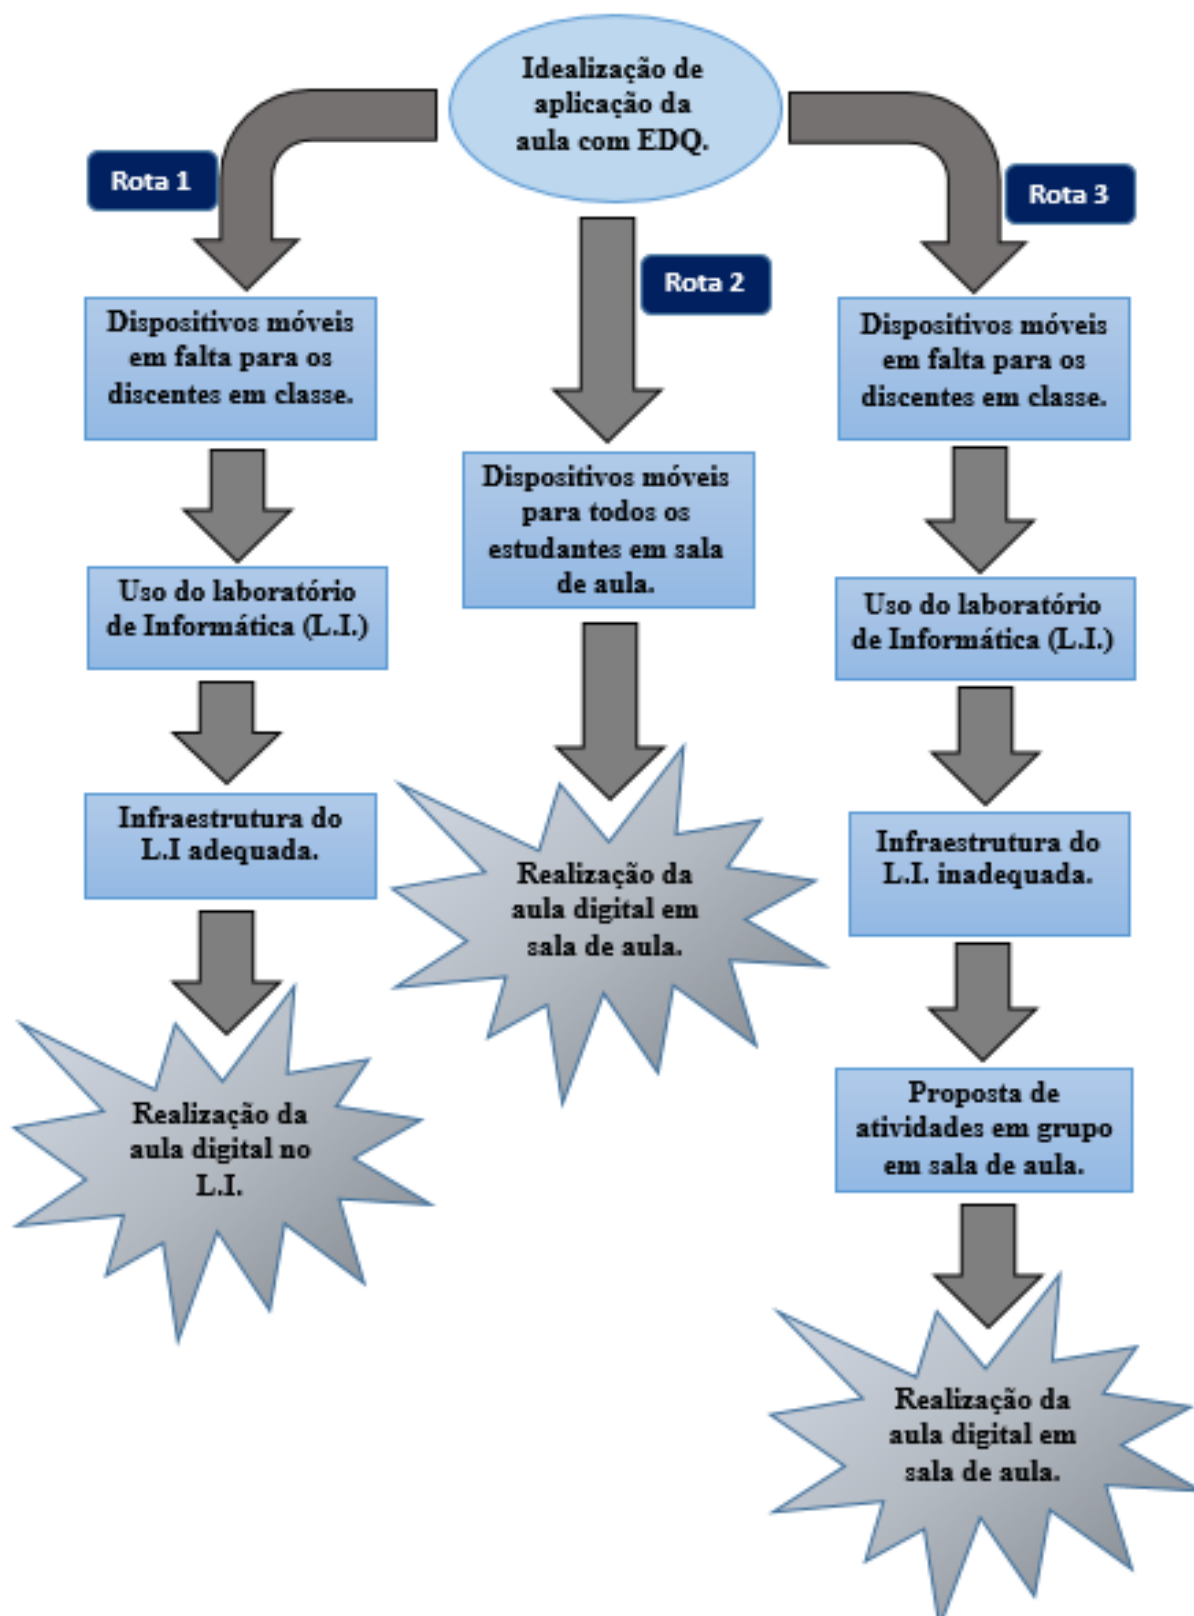 Idealização de
aplicação da
aula com EDQ.
Rota 1
Dispositivos móveis
em falta para os
discentes em classe.
Uso do laboratório
de Informática (L.I.)
Infraestrutura do
L.I adequada.
Realização da
aula digital no
L.I.
Rota 2
Dispositivos móveis
para todos os
estudantes em sala
de aula.
Realização da
aula digital em
sala de aula.
Rota 3
Dispositivos móveis
em falta para os
discentes em classe.
Uso do laboratório
de Informática (L.I.)
Infraestrutura do
L.I. inadequada.
Proposta de
atividades em grupo
em sala de aula.
Realização da
aula digital em
sala de aula.